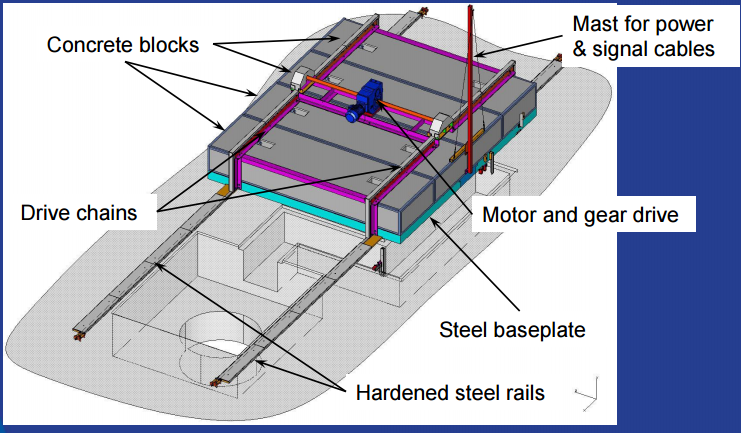 Concrete blocks
Mast for power
& signal cables
Drive chains
Motor and gear drive
Steel baseplate
Hardened steel rails